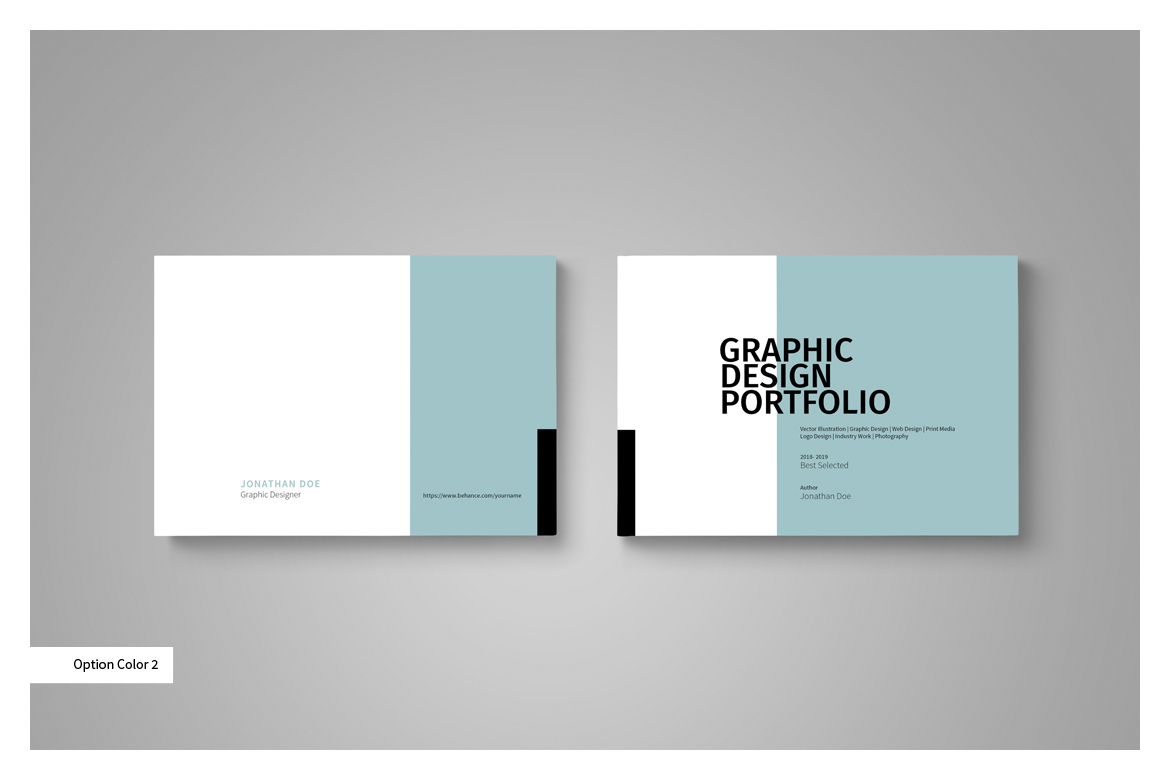 JONATHAN DOE
Graphic Designer
https://www.behance.com/yourname
GRAPHIC
DESIGN
PORTFOLIO
Vector Illustration | Graphic Design | Web Design | Print Media
Logo Design | Industry Work | Photography
2018- 2019
Best Selected
Author
Jonathan Doe
Option Color 2